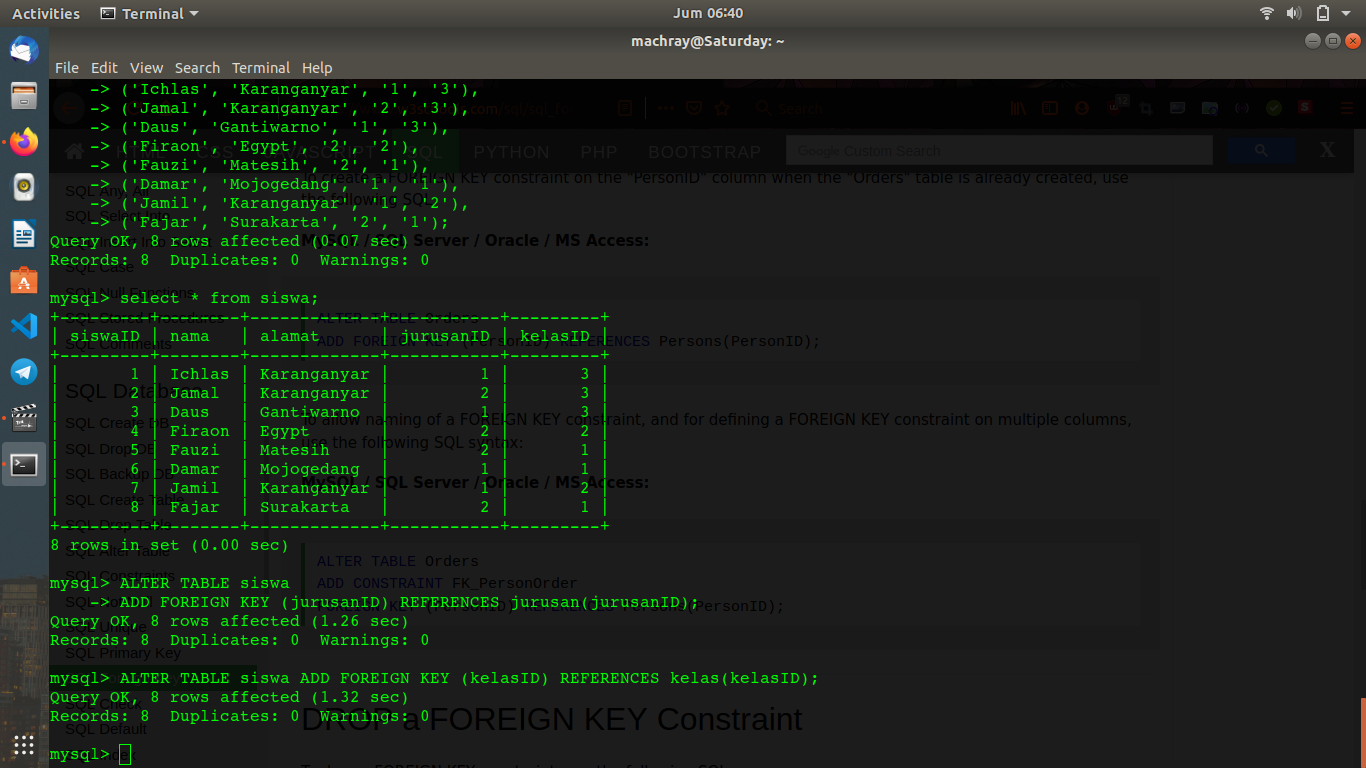 Activities Terminal Jum 06:40
machray@Saturday: ~
File Edit View Search Terminal Help
-> ('Ichlas', 'Karanganyar', '1', '3'),
-> ('Jamal', 'Karanganyar', '2', '3'),
-> ('Daus', 'Gantiwarno', '1', '3'),
-> ('Firaon', 'Egypt', '2', '2'),
-> ('Fauzi', 'Matesih', '2', '1'),
-> ('Damar', 'Mojogedang', '1', '1'),
-> ('Jamil', 'Karanganyar', '1', '2'),
-> ('Fajar', 'Surakarta', '2', '1');
Query OK, 8 rows affected (0.07 sec)
Records: 8  Duplicates: 0  Warnings: 0
mysql> select * from siswa;
+---------+--------+-------------+-----------+---------+
| siswaID | nama   | alamat      | jurusanID | kelasID |
+---------+--------+-------------+-----------+---------+
|       1 | Ichlas | Karanganyar |         1 |       3 |
|       2 | Jamal  | Karanganyar |         2 |       3 |
|       3 | Daus   | Gantiwarno  |         1 |       3 |
|       4 | Firaon | Egypt       |         2 |       2 |
|       5 | Fauzi  | Matesih     |         2 |       1 |
|       6 | Damar  | Mojogedang  |         1 |       1 |
|       7 | Jamil  | Karanganyar |         1 |       2 |
|       8 | Fajar  | Surakarta   |         2 |       1 |
+---------+--------+-------------+-----------+---------+
8 rows in set (0.00 sec)
mysql> ALTER TABLE siswa
-> ADD FOREIGN KEY (jurusanID) REFERENCES jurusan(jurusanID);
Query OK, 8 rows affected (1.26 sec)
Records: 8  Duplicates: 0  Warnings: 0
mysql> ALTER TABLE siswa ADD FOREIGN KEY (kelasID) REFERENCES kelas(kelasID);
Query OK, 8 rows affected (1.32 sec)
Records: 8  Duplicates: 0  Warnings: 0
mysql>
Search
PYTHON PHP BOOTSTRAP Google Custom Search
KEY constraint on the "PersonID" column when the "Orders" table is already created, use
SQL Server / Oracle / MS Access:
SQL Case
SQL Null Functions
SQL Comments
REFERENCES Persons(PersonID);
SQL Database
allow naming of a FOREIGN KEY constraint, and for defining a FOREIGN KEY constraint on multiple columns,
SQL Create DB
use the following SQL syntax:
SQL Drop DB
SQL Backup DB
MySQL / SQL Server / Oracle / MS Access:
SQL Create Table
SQL Drop Table
SQL Alter Table
ALTER TABLE Orders
SQL Constraints
ADD CONSTRAINT FK_PersonOrder
(PersonID);
SQL Unique
SQL Primary Key
SQL Check
DROP a FOREIGN KEY Constraint
SQL Default